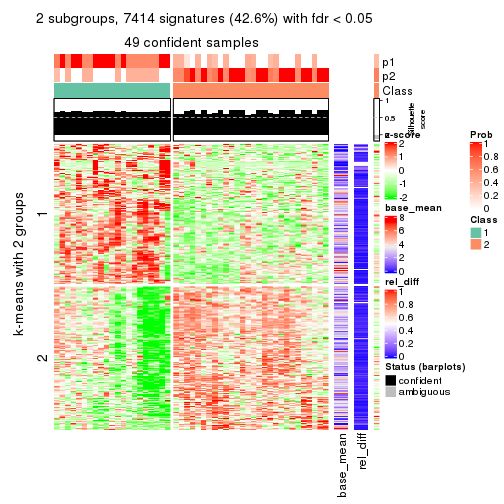 2 subgroups, 7414 signatures (42.6%) with fdr < 0.05
49 confident samples
p1
p2
Class
1
0.5
0
Silhouette
score
z-score
2
1
0
-1
-2
Prob
1
0.8
0.6
0.4
0.2
0
Class
1
2
base_mean
8
6
4
2
0
rel_diff
1
0.8
0.6
0.4
0.2
0
Status (barplots)
confident
ambiguous
k-means with 2 groups
1
2
base_mean
rel_diff